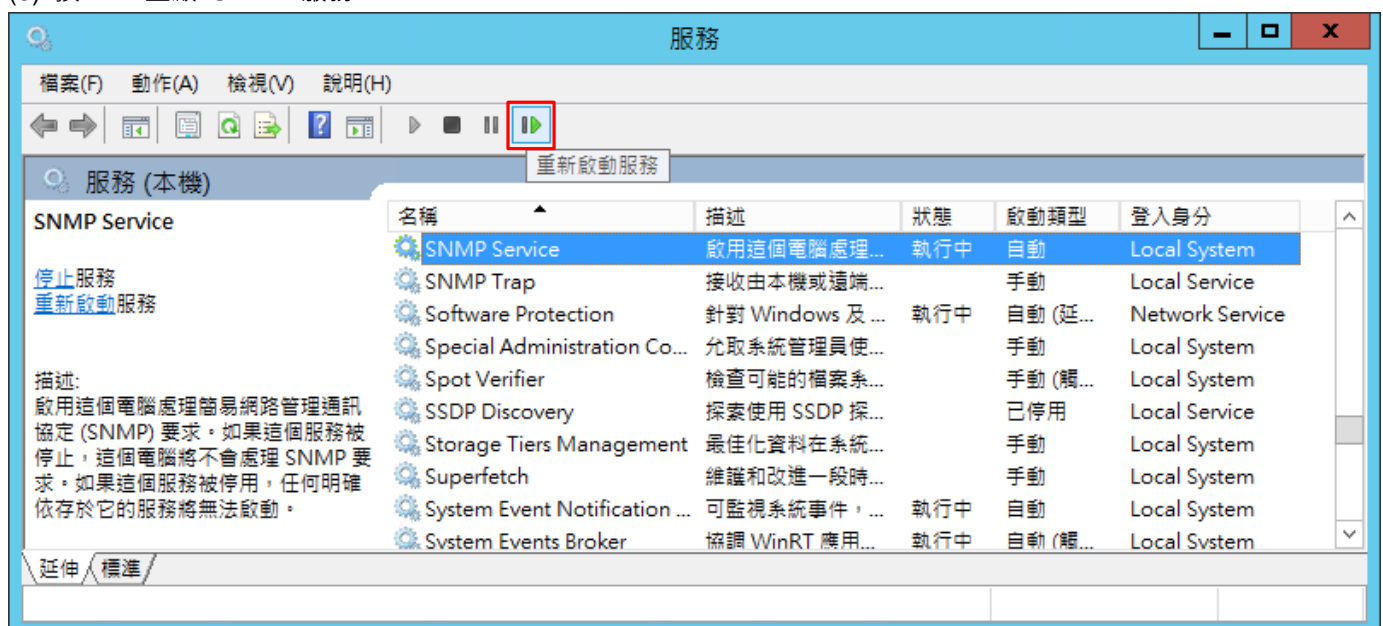 服務
檔案(F) 動作(A) 檢視(V) 說明(H)
重新啟動服務
服務 (本機)
SNMP Service
停止服務
重新啟動服務
描述:
啟用這個電腦處理簡易網路管理通訊
協定 (SNMP) 要求。如果這個服務被
停止，這個電腦將不會處理 SNMP 要
求。如果這個服務被停用，任何明確
依存於它的服務將無法啟動。
名稱 描述 狀態 啟動類型 登入身分
SNMP Service 啟用這個電腦處理... 執行中 自動 Local System
SNMP Trap 接收由本機或遠端... 手動 Local Service
Software Protection 針對 Windows 及 ... 執行中 自動 (延... Network Service
Special Administration Co... 允取系統管理員使... 手動 Local System
Spot Verifier 檢查可能的檔案系... 手動 (觸... Local System
SSDP Discovery 探索使用 SSDP 探... 已停用 Local Service
Storage Tiers Management 最佳化資料在系統... 手動 Local System
Superfetch 維護和改進一段時... 手動 Local System
System Event Notification ... 可監視系統事件，... 執行中 自動 Local System
System Events Broker 協調 WinRT 應用... 執行中 自動 (觸... Local System
延伸 標準